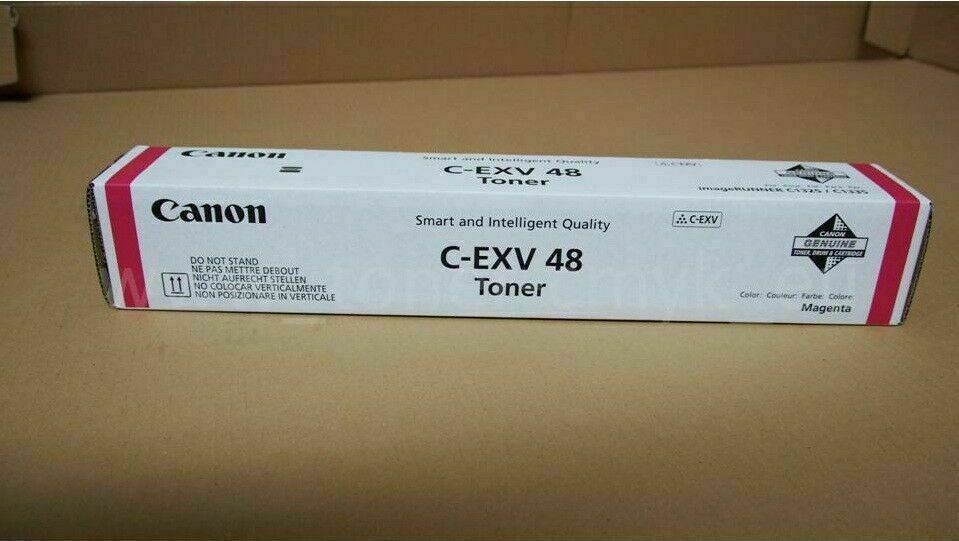 Canon
Smart and Intelligent Quality
C-EXV
C-EXV 48
Toner
imageRUNNER C1325 / C1335
Canon
Smart and Intelligent Quality
C-EXV
C-EXV 48
Toner
CANON
GENUINE
TONER, DRUM & CARTRIDGE
DO NOT STAND
NE PAS METTRE DEBOUT
NICHT AUFRECHT STELLEN
NO COLOCAR VERTICALMENTE
NON POSIZIONARE IN VERTICALE
Color: Couleur: Farbe: Colore:
Magenta